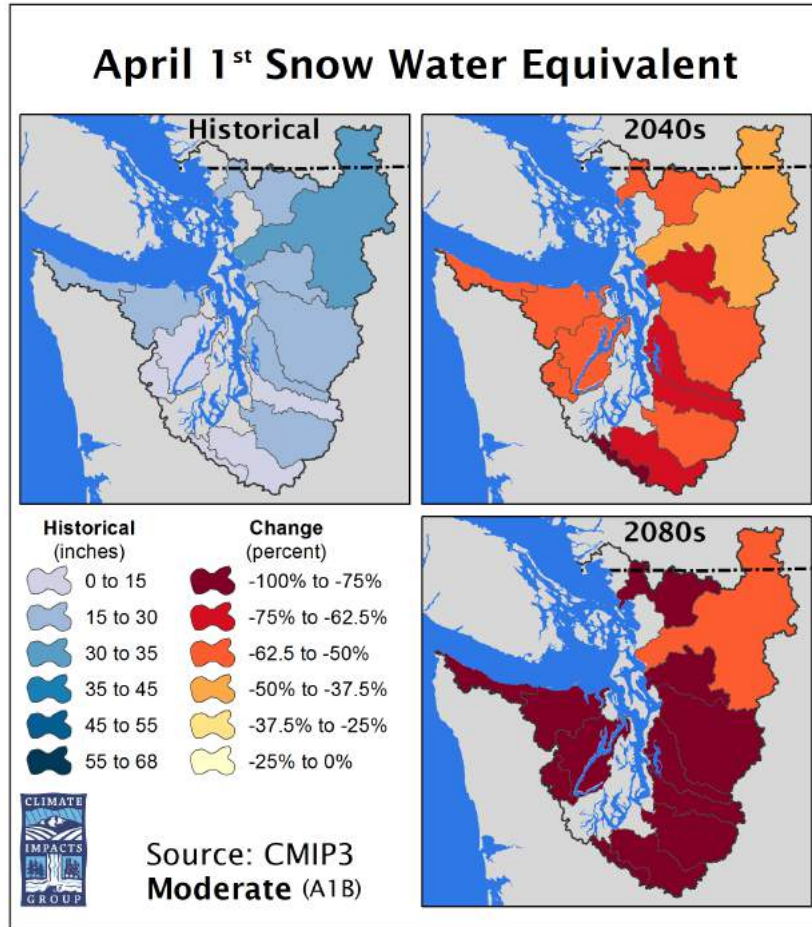 April 1st Snow Water Equivalent
Historical
2040s
Historical
(inches)
0 to 15
15 to 30
30 to 35
35 to 45
45 to 55
55 to 68
Change
(percent)
-100% to -75%
-75% to -62.5%
-62.5 to -50%
-50% to -37.5%
-37.5% to -25%
-25% to 0%
2080s
CLIMATE
IMPACTS
GROUP
Source: CMIP3
Moderate (A1B)